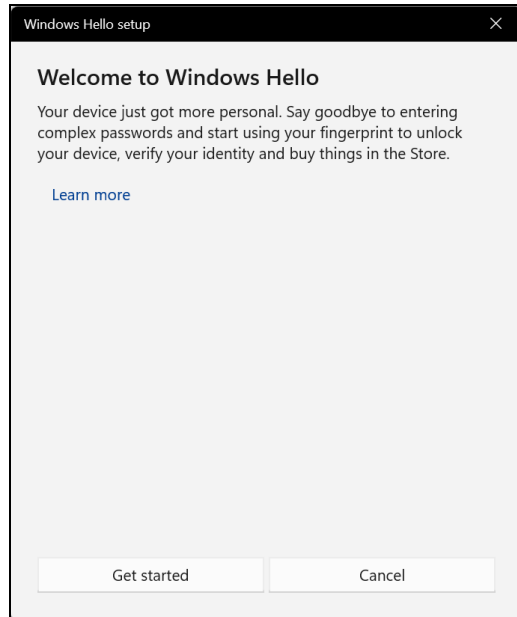 Windows Hello setup
Welcome to Windows Hello
Your device just got more personal. Say goodbye to entering
complex passwords and start using your fingerprint to unlock
your device, verify your identity and buy things in the Store.
Learn more
Get started
Cancel